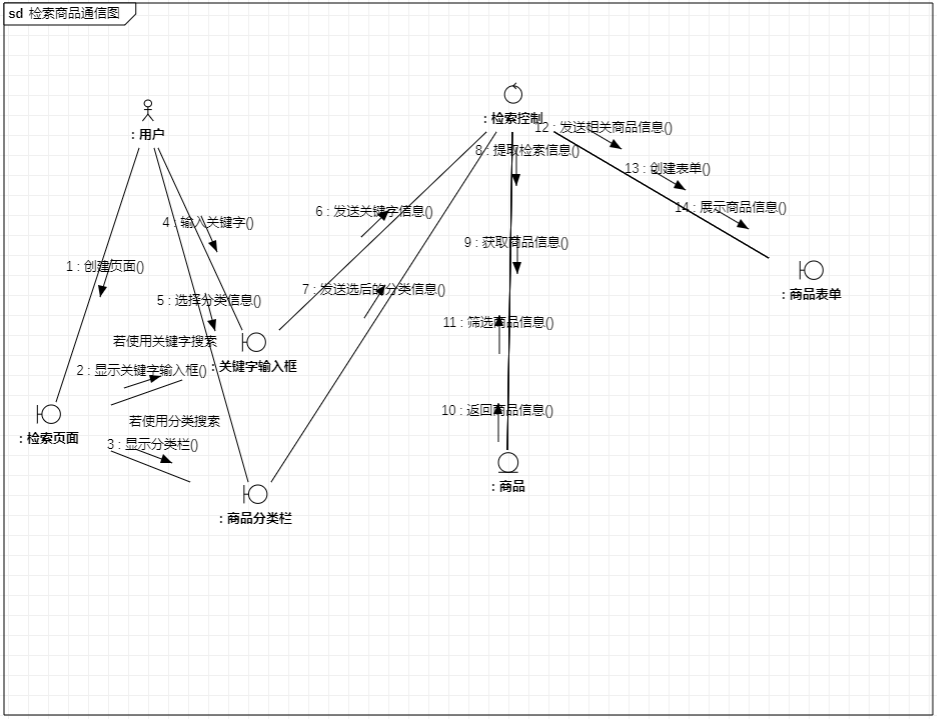 sd 检索商品通信图
: 用户
: 检索控制
12 : 发送相关商品信息()
8 : 提取检索信息()
13 : 创建表单()
14 : 展示商品信息()
6 : 发送关键字信息()
4 : 输入关键字()
9 : 获取商品信息()
1 : 创建页面()
7 : 发送选后的分类信息()
5 : 选择分类信息()
: 商品表单
11 : 筛选商品信息()
若使用关键字搜索
: 关键字输入框
2 : 显示关键字输入框()
10 : 返回商品信息()
若使用分类搜索
: 检索页面
3 : 显示分类栏()
: 商品
: 商品分类栏